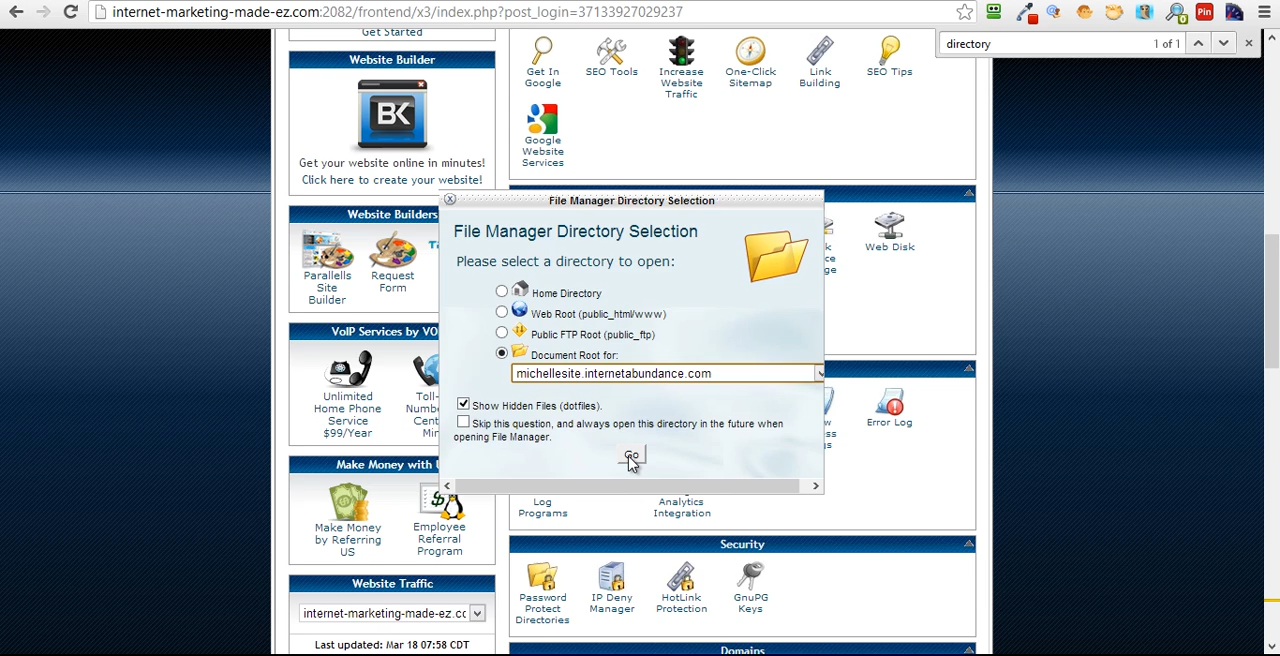 internet-marketing-made-ez.com:2082/frontend/x3/index.php?post_login=37133927029237
Pin
directory
1 of 1
Get Started
Website Builder
BK
Get your website online in minutes!
Click here to create your website!
Website Builders
Parallells
Site
Builder
Request
Form
VoIP Services by VO
Unlimited
Home Phone
Service
$99/Year
Toll-
Num
Cent
Min
Make Money with U
Make Money
by Referring
US
Employee
Referral
Program
Website Traffic
internet-marketing-made-ez.cc
Last updated: Mar 18 07:58 CDT
Get In
Google
SEO Tools
Increase
Website
Traffic
One-Click
Sitemap
Link
Building
SEO Tips
Google
Website
Services
Web Disk
Error Log
Log
Programs
Analytics
Integration
Security
Password
Protect
Directories
IP Deny
Manager
HotLink
Protection
GnuPG
Keys
Domains
File Manager Directory Selection
File Manager Directory Selection
Please select a directory to open:
Home Directory
Web Root (public_html/www)
Public FTP Root (public_ftp)
Document Root for:
michellesite.internetabundance.com
Show Hidden Files (dotfiles).
Skip this question, and always open this directory in the future when
opening File Manager.
Go